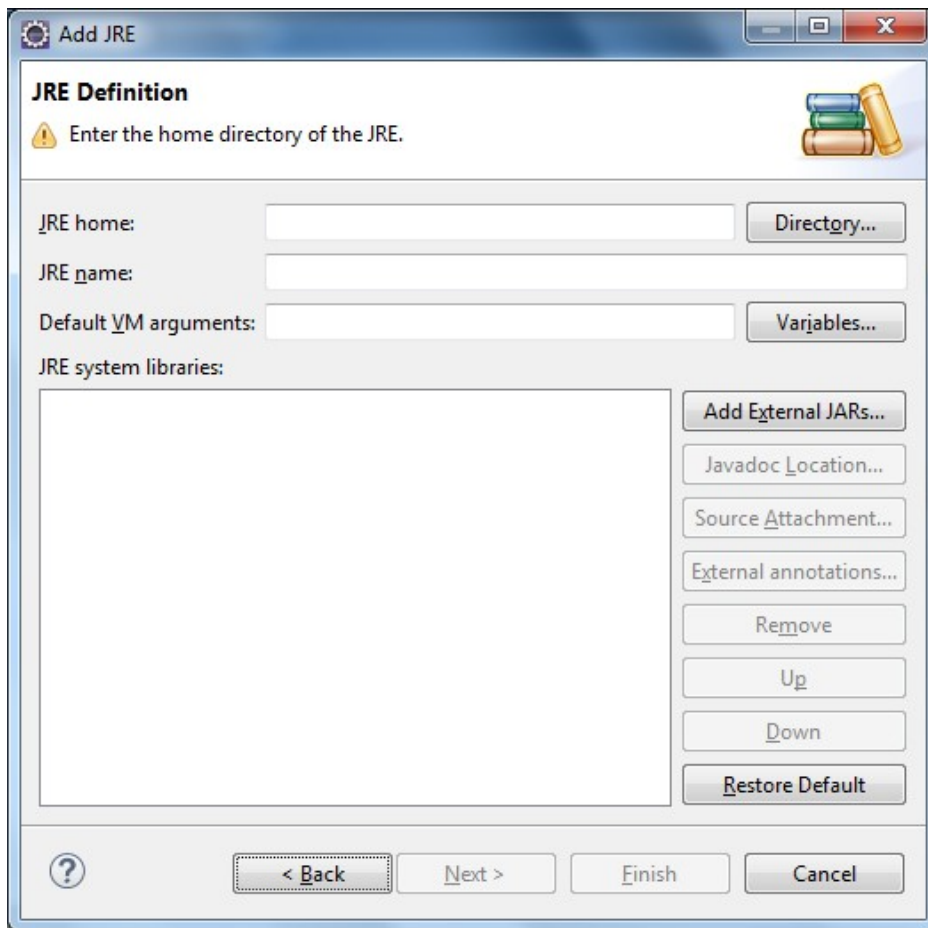 Add JRE
JRE Definition
Enter the home directory of the JRE.
JRE home:
Directory...
JRE name:
Default VM arguments:
Variables...
JRE system libraries:
Add External JARs...
Javadoc Location...
Source Attachment...
External annotations...
Remove
Up
Down
Restore Default
? < Back Next > Finish Cancel